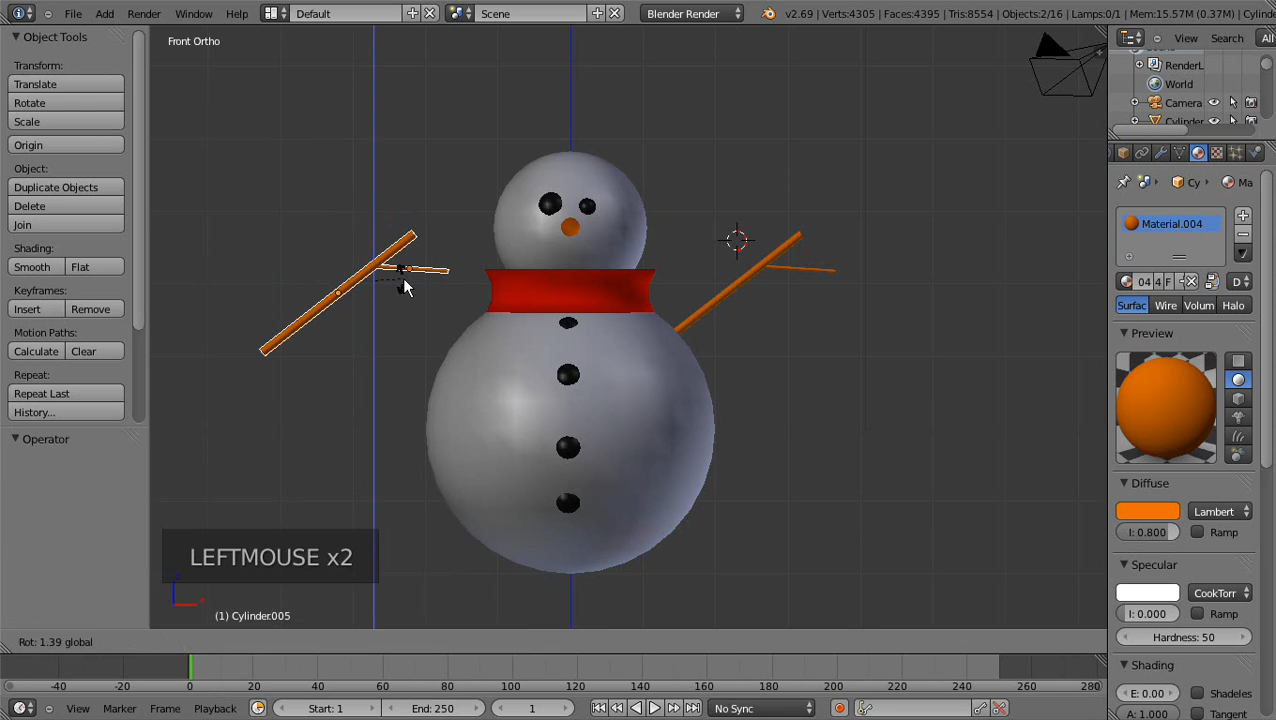 File Add Render Window Help Default Scene Blender Render v2.69 | Verts:4305 | Faces:4395 | Tris:8554 | Objects:2/16 | Lamps:0/1 | Mem:15.57M (0.37M) | Cylinde
Object Tools
Transform:
Translate
Rotate
Scale
Origin
Object:
Duplicate Objects
Delete
Join
Shading:
Smooth Flat
Keyframes:
Insert Remove
Motion Paths:
Calculate Clear
Repeat:
Repeat Last
History...
Operator
Front Ortho
LEFTMOUSE x2
(1) Cylinder.005
Rot: 1.39 global
View Search All
RenderL
World
Camera
Cylinder
Cy Ma
Material.004
04 4 F D
Surfac Wire Volum Halo
Preview
Diffuse
Lambert
I: 0.800 Ramp
Specular
CookTorr
I: 0.000 Ramp
Hardness: 50
Shading
E: 0.00 Shadeles
A: 1.000 Tangent
-40 -20 0 20 40 60 80 100 120 140 160 180 200 220 240 260 280
View Marker Frame Playback Start: 1 End: 250 1 No Sync